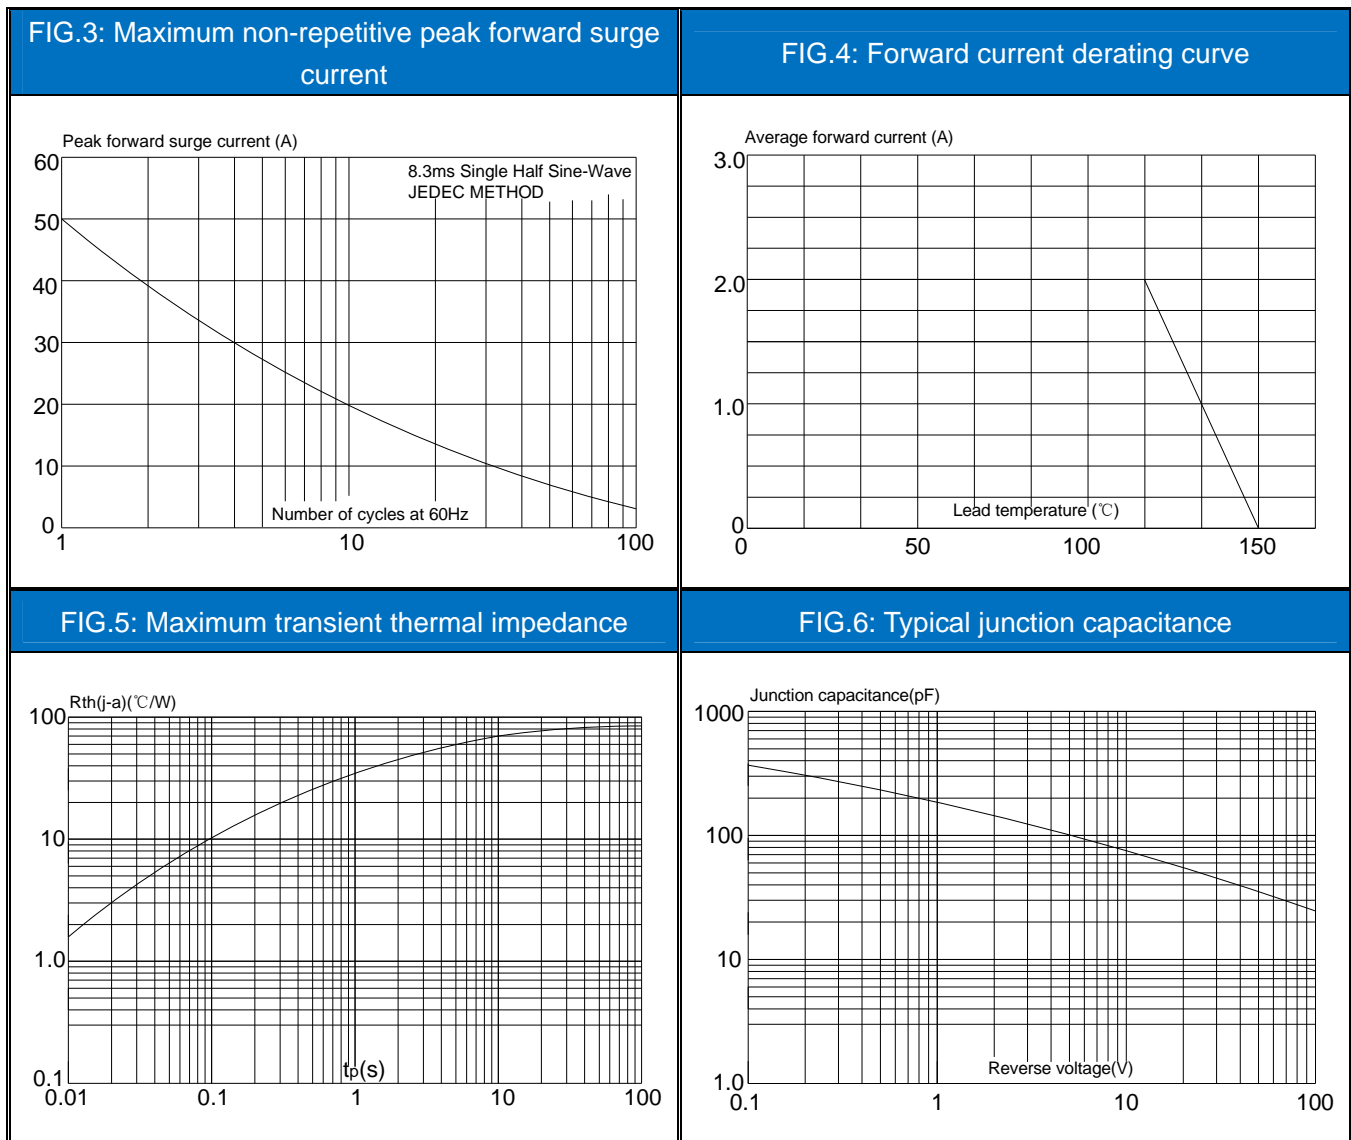 FIG.3: Maximum non-repetitive peak forward surge
current
FIG.4: Forward current derating curve
Peak forward surge current (A)
8.3ms Single Half Sine-Wave
JEDEC METHOD
60
50
40
30
20
10
0
Number of cycles at 60Hz
1
10
100
Average forward current (A)
3.0
2.0
1.0
0
Lead temperature (℃)
0
50
100
150
FIG.5: Maximum transient thermal impedance
FIG.6: Typical junction capacitance
Rth(j-a)(℃/W)
100
10
1.0
0.1
tp(s)
0.01
0.1
1
10
100
Junction capacitance(pF)
1000
100
10
1.0
Reverse voltage(V)
0.1
1
10
100